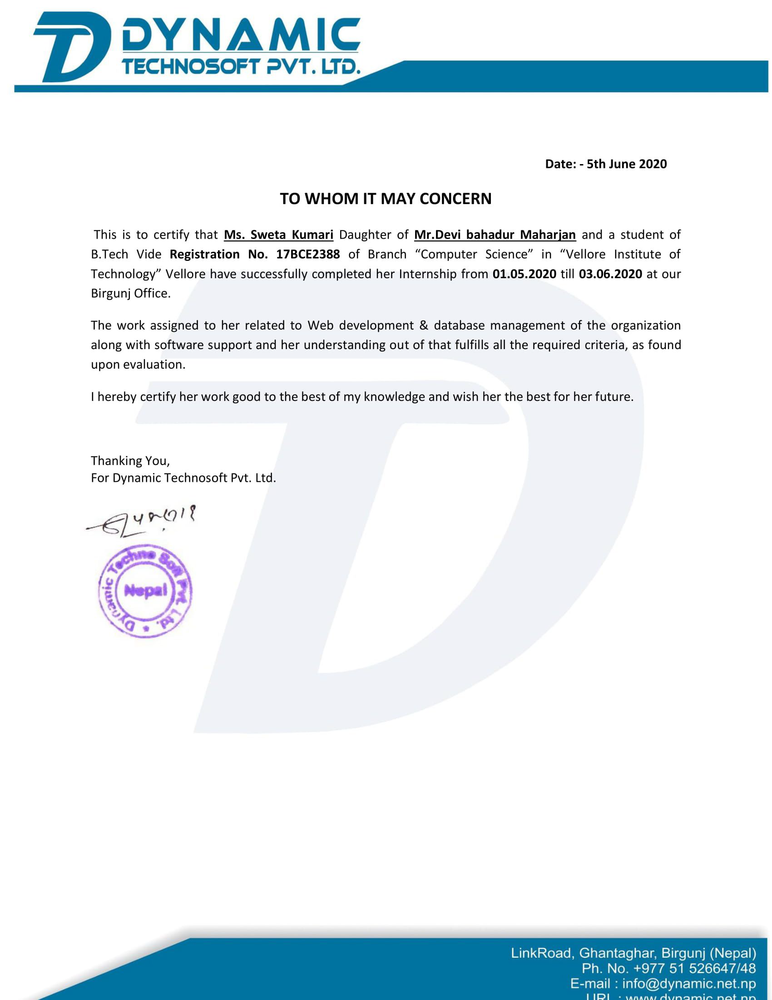 DYNAMIC
TECHNOSOFT PVT. LTD.
Date: - 5th June 2020
TO WHOM IT MAY CONCERN
This is to certify that Ms. Sweta Kumari Daughter of Mr.Devi bahadur Maharjan and a student of
B.Tech Vide Registration No. 17BCE2388 of Branch “Computer Science” in “Vellore Institute of
Technology” Vellore have successfully completed her Internship from 01.05.2020 till 03.06.2020 at our
Birgunj Office.
The work assigned to her related to Web development & database management of the organization
along with software support and her understanding out of that fulfills all the required criteria, as found
upon evaluation.
I hereby certify her work good to the best of my knowledge and wish her the best for her future.
Thanking You,
For Dynamic Technosoft Pvt. Ltd.
Dynamic Techno Soft Pvt. Ltd.
Nepal
LinkRoad, Ghantaghar, Birgunj (Nepal)
Ph. No. +977 51 526647/48
E-mail : info@dynamic.net.np
URL : www.dynamic.net.np